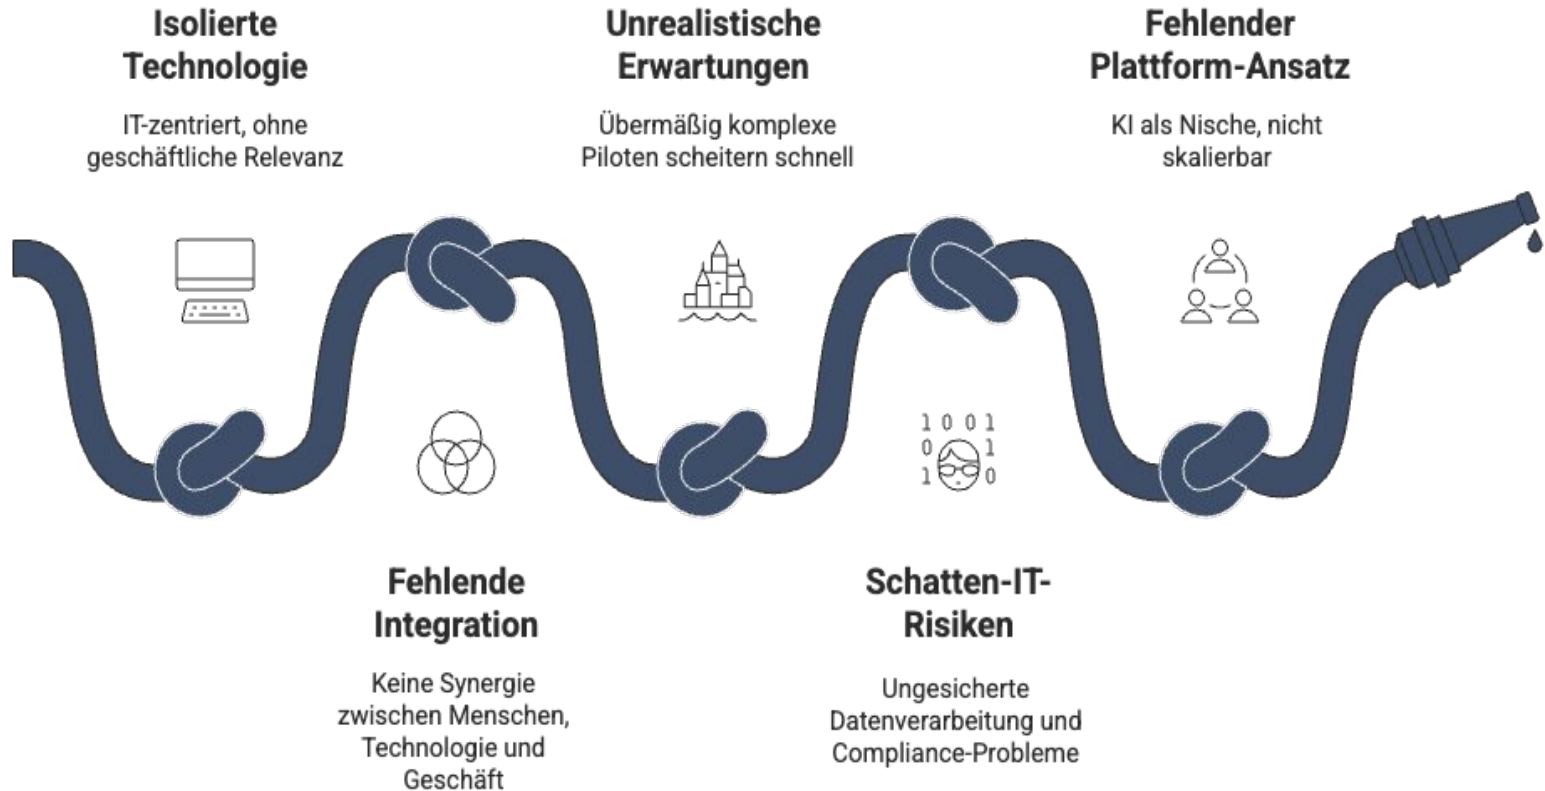 Isolierte
Technologie
IT-zentriert, ohne
geschäftliche Relevanz
Fehlende
Integration
Keine Synergie
zwischen Menschen,
Technologie und
Geschäft
Unrealistische
Erwartungen
Übermäßig komplexe
Piloten scheitern schnell
Schatten-IT-
Risiken
Ungesicherte
Datenverarbeitung und
Compliance-Probleme
Fehlender
Plattform-Ansatz
KI als Nische, nicht
skalierbar
1 0 0 1
0 1
1 0